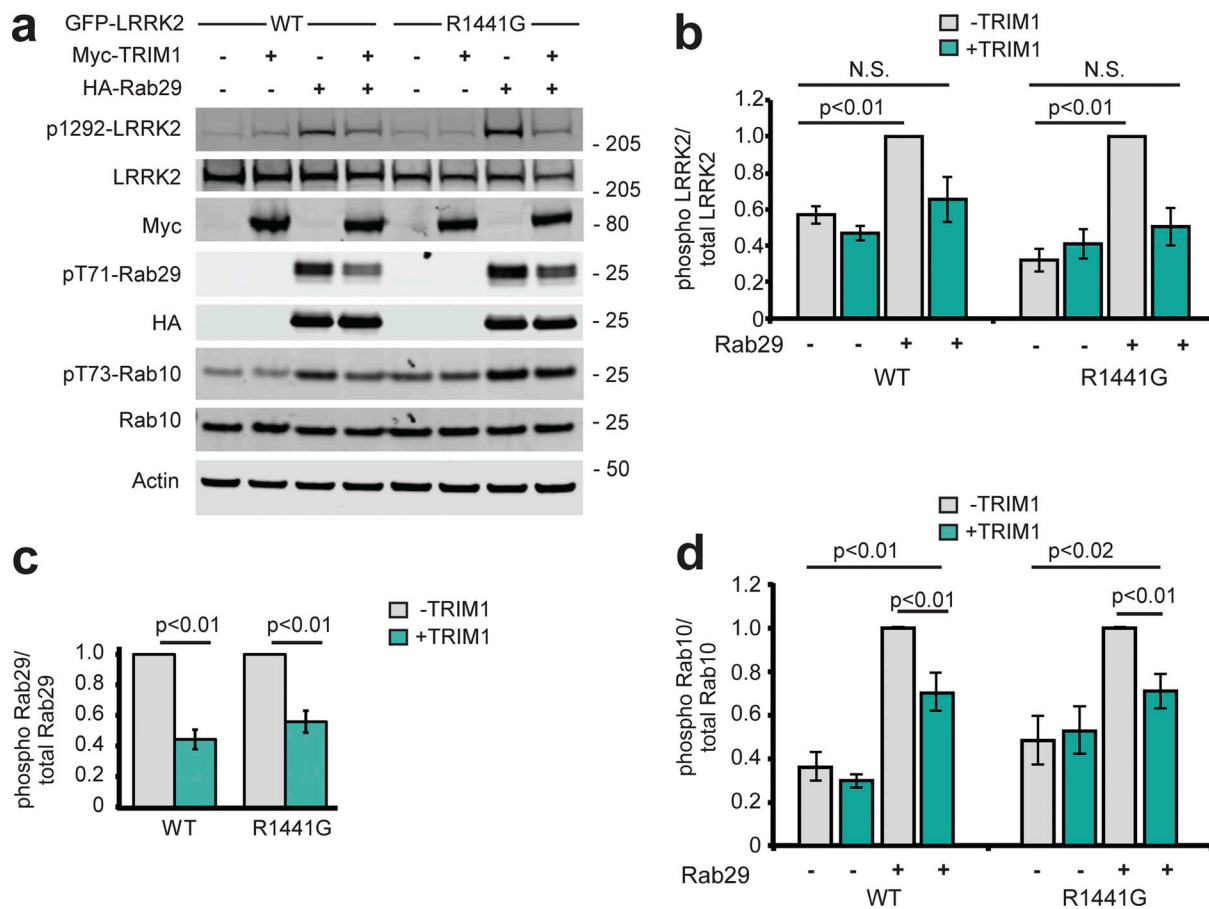 a
GFP-LRRK2 WT R1441G
Myc-TRIM1 - + - + - + - +
HA-Rab29 - - + + - - + +
p1292-LRRK2 - 205
LRRK2 - 205
Myc - 80
pT71-Rab29 - 25
HA - 25
pT73-Rab10 - 25
Rab10 - 25
- 50
Actin
b
-TRIM1
+TRIM1
N.S. N.S.
p<0.01 p<0.01
phospho LRRK2/
total LRRK2
1.2
1.0
0.8
0.6
0.4
0.2
0
Rab29 - - + + - - + +
WT R1441G
c
-TRIM1
+TRIM1
p<0.01 p<0.01
phospho Rab29/
total Rab29
1.0
0.8
0.6
0.4
0.2
0
WT R1441G
d
-TRIM1
+TRIM1
p<0.01 p<0.02
p<0.01 p<0.01
phospho Rab10/
total Rab10
1.2
1.0
0.8
0.6
0.4
0.2
0
Rab29 - - + + - - + +
WT R1441G